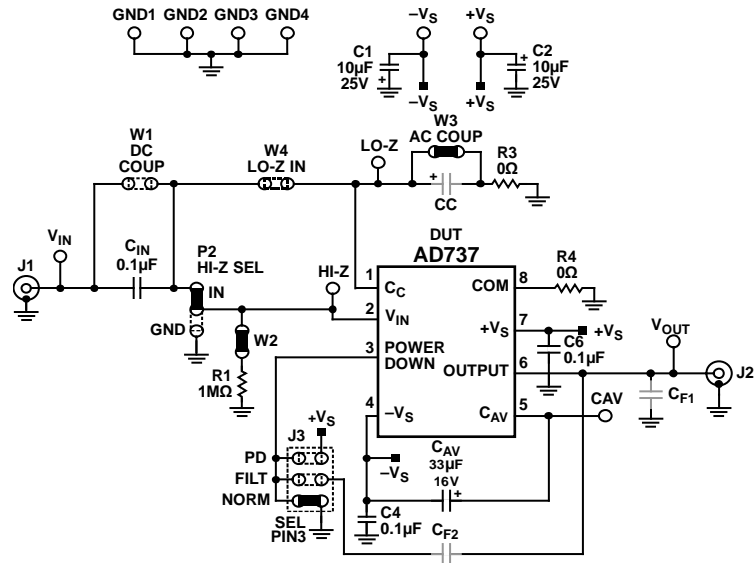 GND1 GND2 GND3 GND4
–VS +VS
C1
10µF
25V
C2
10µF
25V
–VS +VS
W1
DC
COUP
W4
LO-Z IN
LO-Z
W3
AC COUP
+
CC
R3
0Ω
VIN
J1
CIN
0.1µF
P2
HI-Z SEL
IN
GND
HI-Z
W2
R1
1MΩ
DUT
AD737
1 CC
2 VIN
3 POWER
DOWN
4 –VS
COM 8
+VS 7
OUTPUT 6
CAV 5
R4
0Ω
+VS
C6
0.1µF
VOUT
J2
CF1
CAV
+VS
J3
PD
FILT
NORM
SEL
PIN3
–VS
CAV
33µF
16V
+
C4
0.1µF
CF2